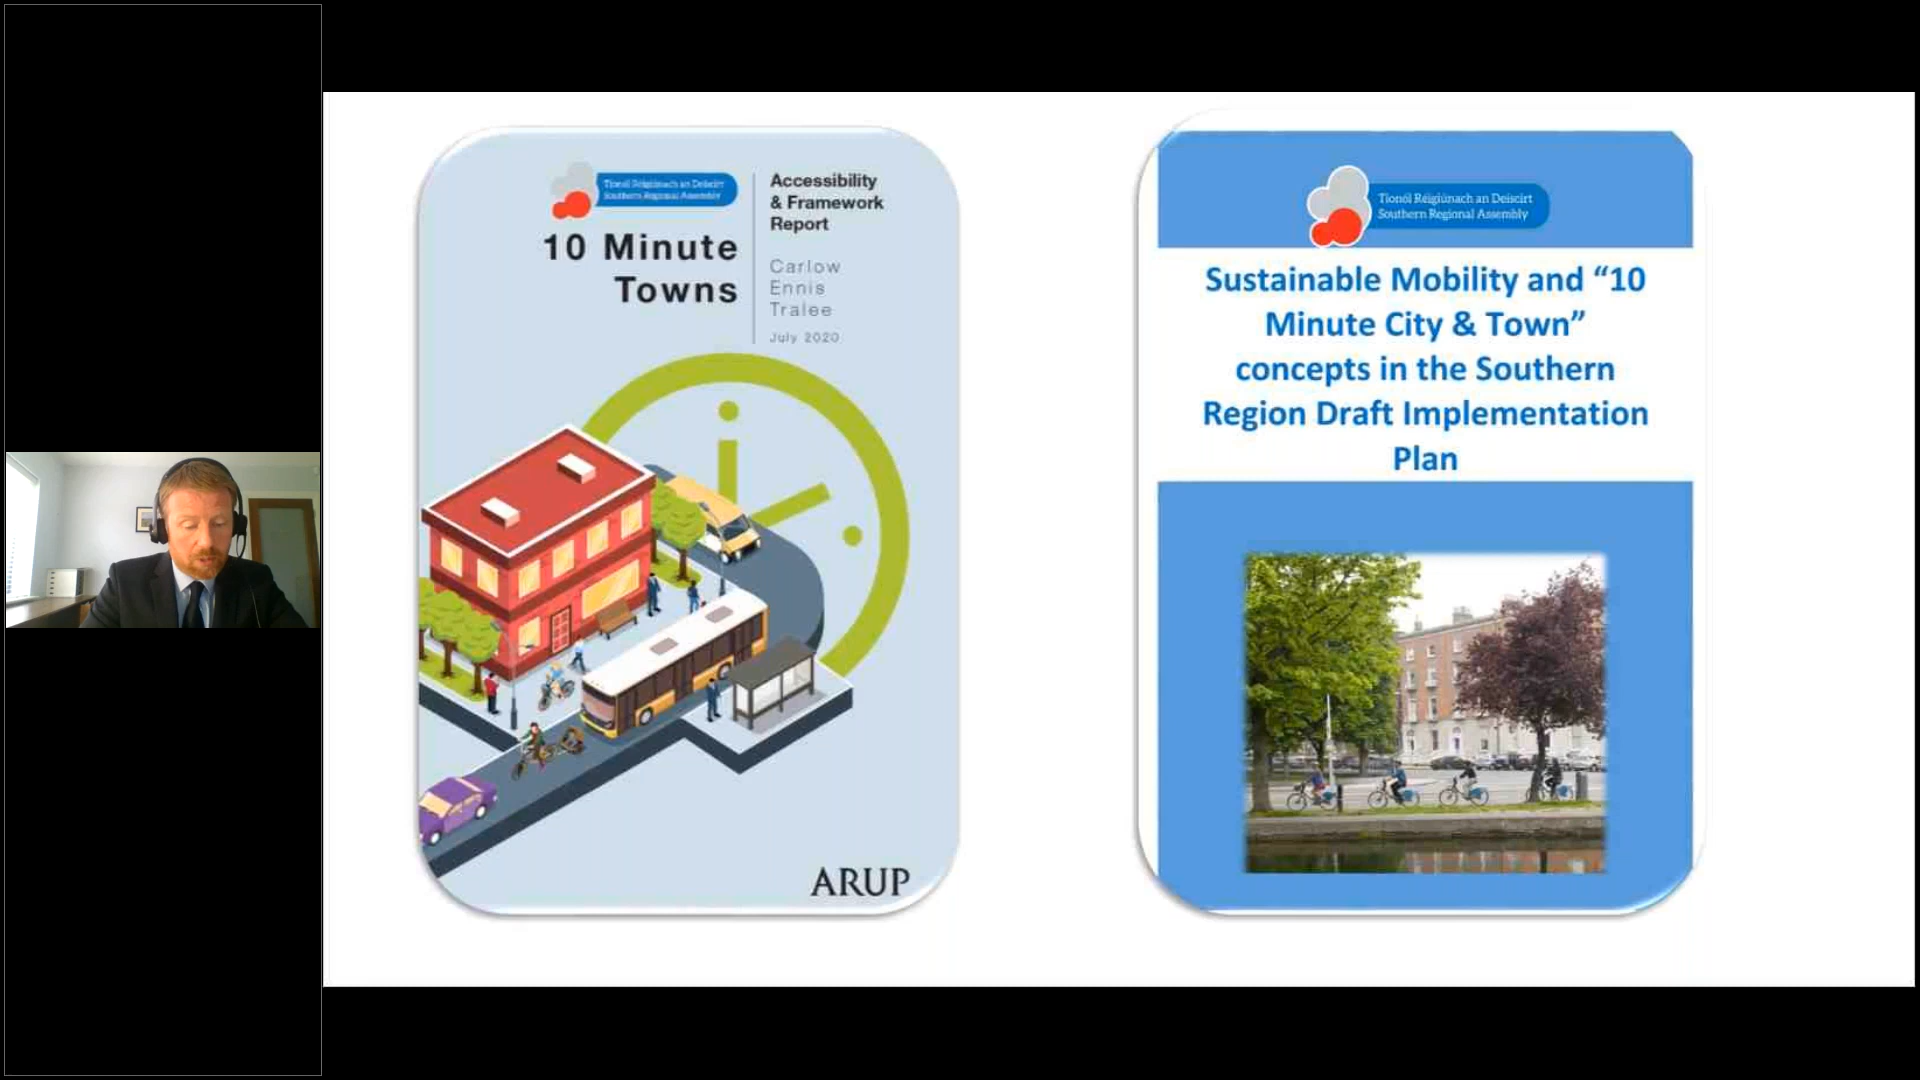 Tionól Réigiúnach an Deiscirt
Southern Regional Assembly
10 Minute
Towns
Accessibility
& Framework
Report
Carlow
Ennis
Tralee
July 2020
ARUP
Tionól Réigiúnach an Deiscirt
Southern Regional Assembly
Sustainable Mobility and “10
Minute City & Town”
concepts in the Southern
Region Draft Implementation
Plan